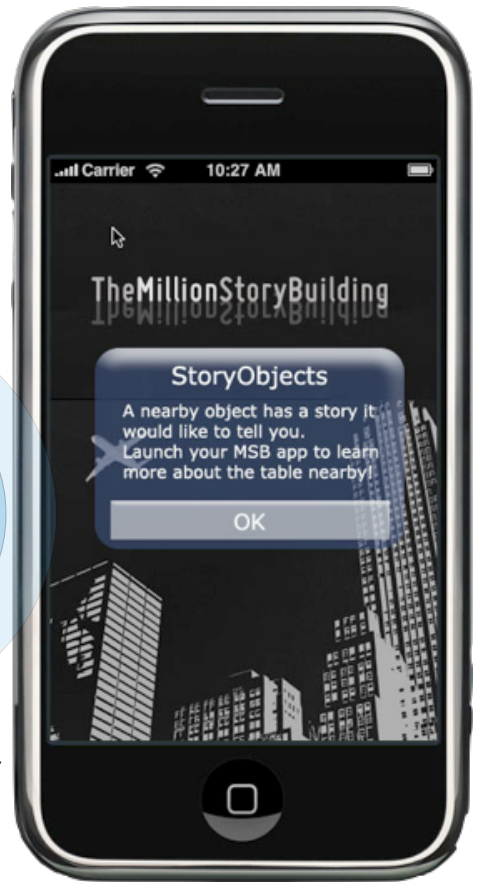 Carrier 10:27 AM
TheMillionStoryBuilding
StoryObjects
A nearby object has a story it
would like to tell you.
Launch your MSB app to learn
more about the table nearby!
OK